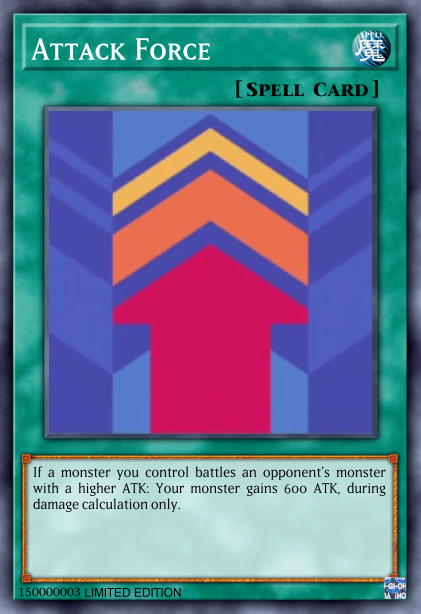 Attack Force
SPELL
魔
[Spell Card]
If a monster you control battles an opponent's monster
with a higher ATK: Your monster gains 600 ATK, during
damage calculation only.
150000003 LIMITED EDITION